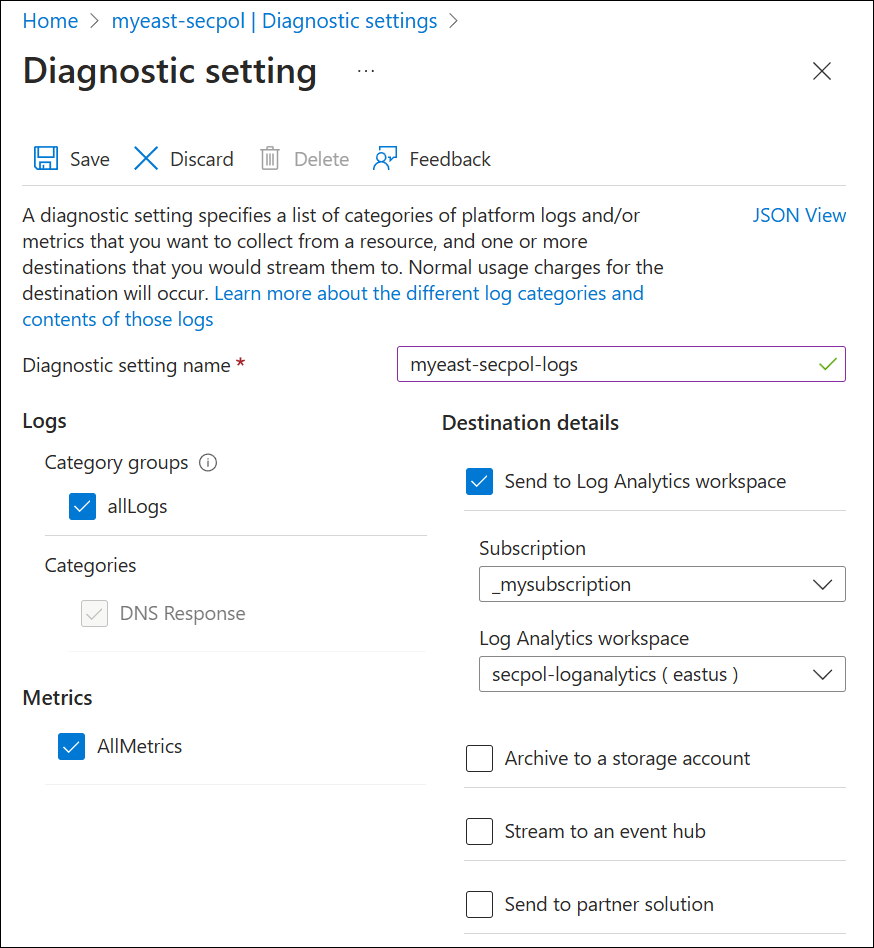 Home > myeast-secpol | Diagnostic settings >
Diagnostic setting ...
Save Discard Delete Feedback
A diagnostic setting specifies a list of categories of platform logs and/or
metrics that you want to collect from a resource, and one or more
destinations that you would stream them to. Normal usage charges for the
destination will occur. Learn more about the different log categories and
contents of those logs
JSON View
Diagnostic setting name *
myeast-secpol-logs
Logs
Category groups
allLogs
Categories
DNS Response
Metrics
AllMetrics
Destination details
Send to Log Analytics workspace
Subscription
_mysubscription
Log Analytics workspace
secpol-loganalytics ( eastus )
Archive to a storage account
Stream to an event hub
Send to partner solution